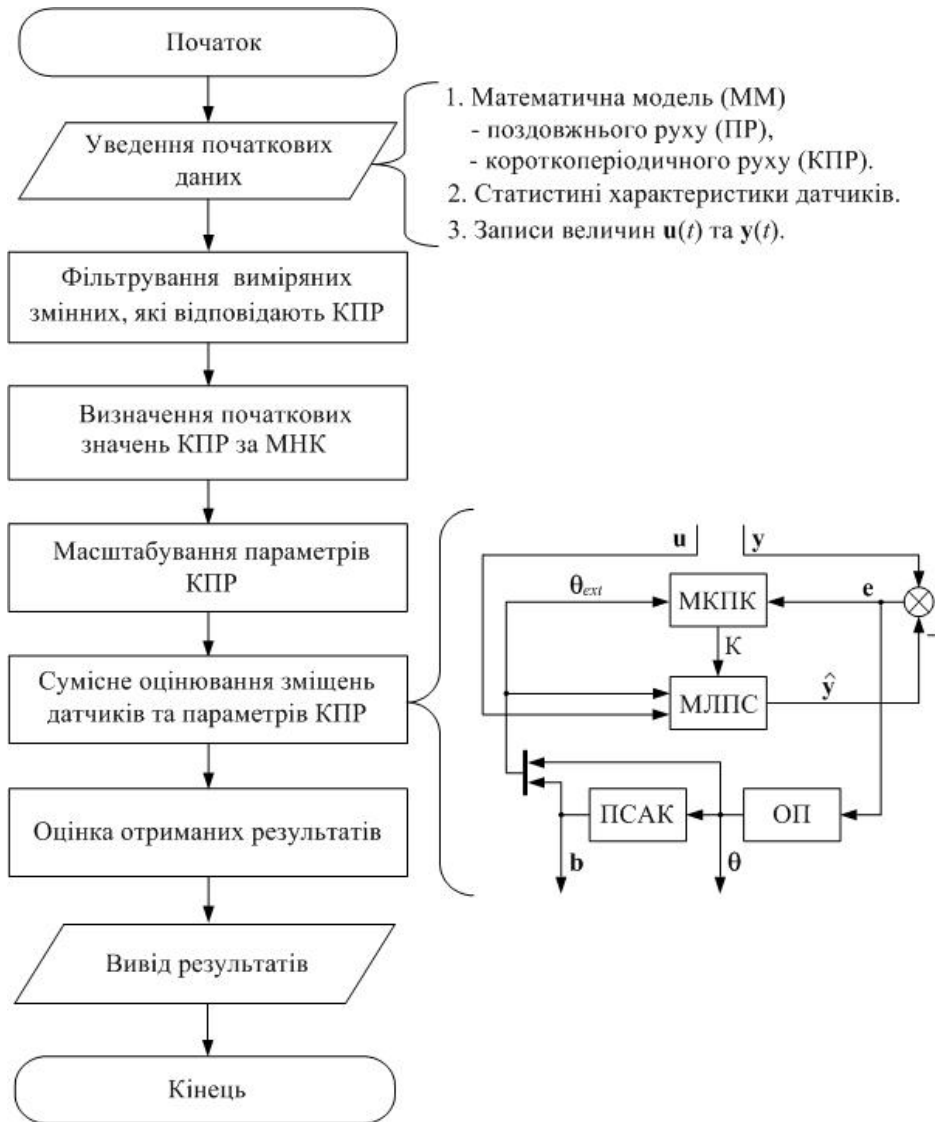 Початок
Уведення початкових
даних
1. Математична модель (ММ)
- поздовжнього руху (ПР),
- короткоперіодичного руху (КПР).
2. Статистині характеристики датчиків.
3. Записи величин u(t) та y(t).
Фільтрування виміряних
змінних, які відповідають КПР
Визначення початкових
значень КПР за МНК
Масштабування параметрів
КПР
Сумісне оцінювання зміщень
датчиків та параметрів КПР
Оцінка отриманих результатів
Вивід результатів
Кінець
u
y
θext
МКПК
e
К
МЛПС
ŷ
-
ПСАК
ОП
b
θ